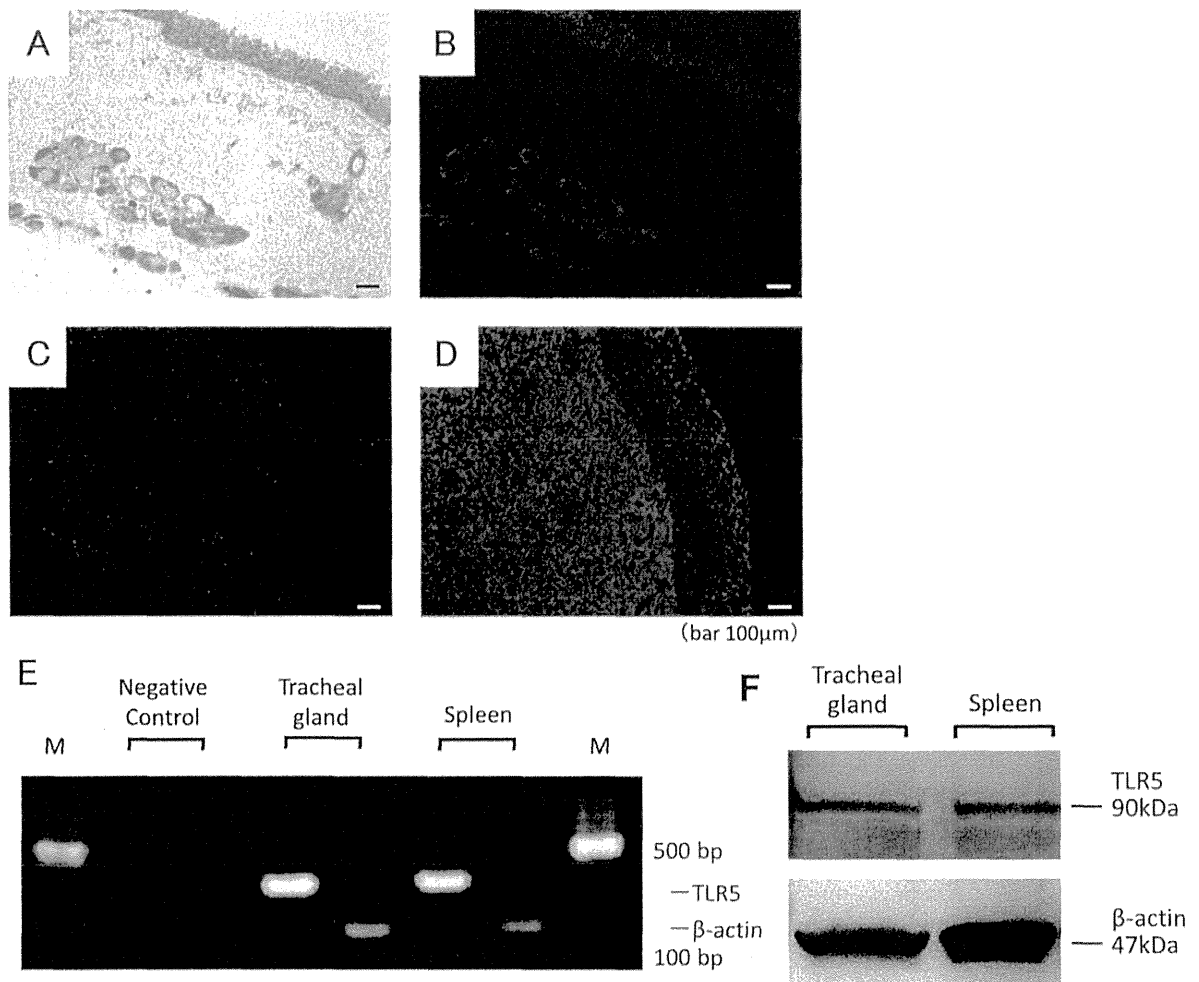 A
B
C
D
(bar 100μm)
E
Negative
Control
Tracheal
gland
Spleen
M
M
500 bp
TLR5
β-actin
100 bp
F
Tracheal
gland
Spleen
TLR5
90kDa
β-actin
47kDa